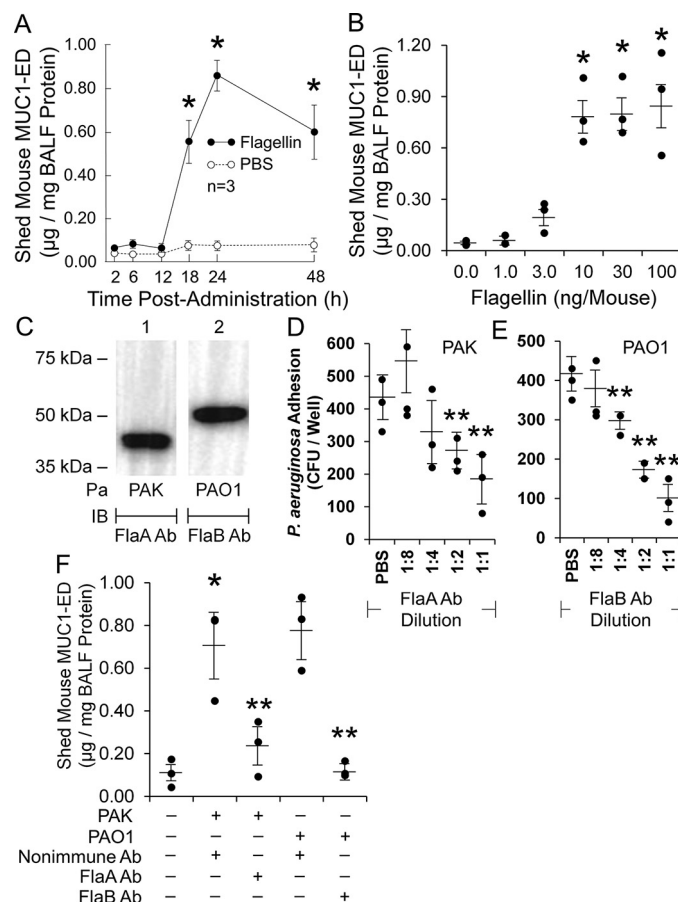 A
Shed Mouse MUC1-ED
(µg / mg BALF Protein)
1.00
0.80
0.60
0.40
0.20
0.00
*
*
*
Flagellin
PBS
n=3
2 6 12 18 24 48
Time Post-Administration (h)
B
Shed Mouse MUC1-ED
(µg / mg BALF Protein)
1.20
0.90
0.60
0.30
0.00
* * *
0.0 1.0 3.0 10 30 100
Flagellin (ng/Mouse)
C
1 2
75 kDa –
50 kDa –
35 kDa –
Pa PAK PAO1
IB
FlaA Ab FlaB Ab
D
PAK
P. aeruginosa Adhesion
(CFU / Well)
600
500
400
300
200
100
0
** **
PBS 1:8 1:4 1:2 1:1
FlaA Ab
Dilution
E
PAO1
500
400
300
200
100
0
** ** **
PBS 1:8 1:4 1:2 1:1
FlaB Ab
Dilution
F
Shed Mouse MUC1-ED
(µg / mg BALF Protein)
1.00
0.80
0.60
0.40
0.20
0.00
* ** **
PAK – + + – –
PAO1 – – – + +
Nonimmune Ab – + – + –
FlaA Ab – – + – –
FlaB Ab – – – – +